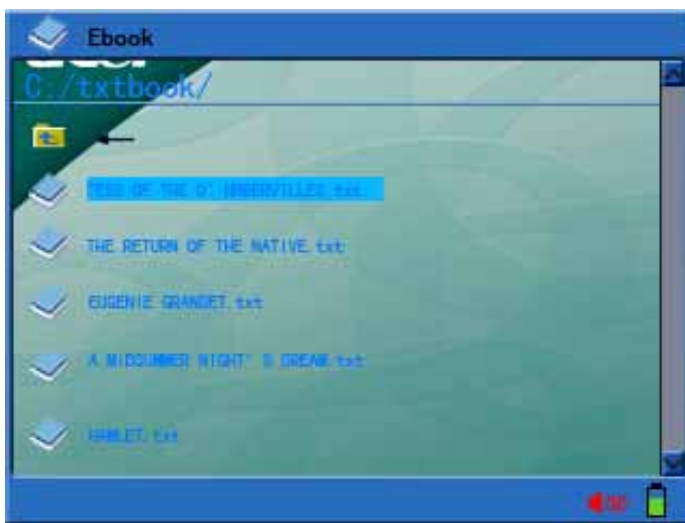 Ebook
C:/txtbook/
TESS OF THE D' URBERVILLES.txt
THE RETURN OF THE NATIVE.txt
EUGENIE GRANDET.txt
A MIDSUMMER NIGHT' S DREAM.txt
HAMLET.txt